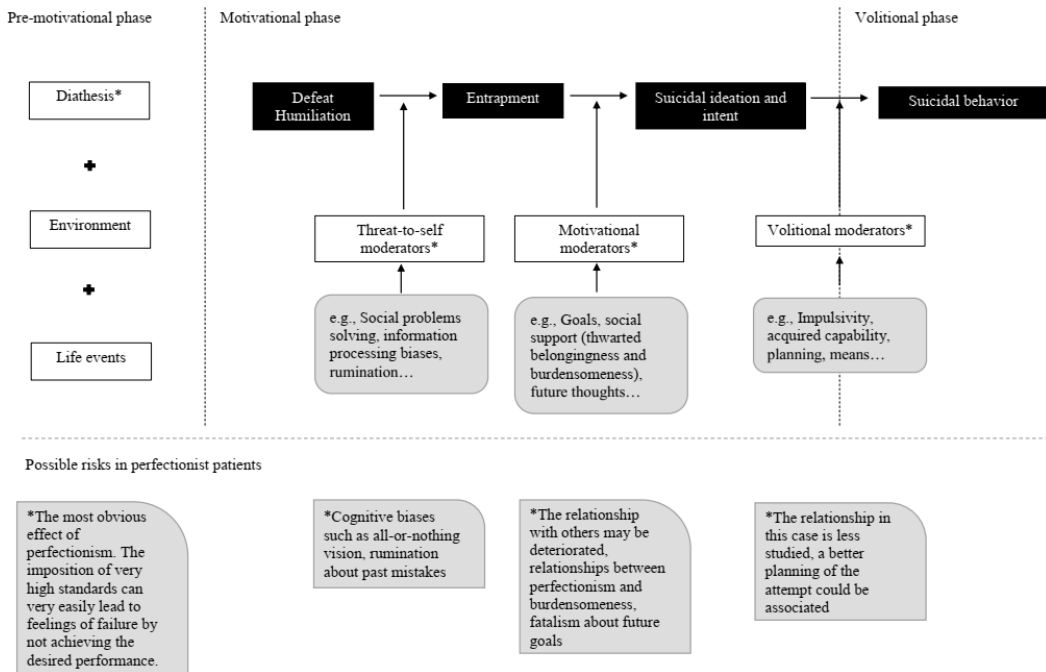 Pre-motivational phase
Motivational phase
Volitional phase
Diathesis*
Defeat
Humiliation
Entrapment
Suicidal ideation and
intent
Suicidal behavior
Environment
Threat-to-self
moderators*
Motivational
moderators*
Volitional moderators*
Life events
e.g., Social problems
solving, information
processing biases,
rumination…
e.g., Goals, social
support (thwarted
belongingness and
burdensomeness),
future thoughts…
e.g., Impulsivity,
acquired capability,
planning, means…
Possible risks in perfectionist patients
*The most obvious
effect of
perfectionism. The
imposition of very
high standards can
very easily lead to
feelings of failure by
not achieving the
desired performance.
*Cognitive biases
such as all-or-nothing
vision, rumination
about past mistakes
*The relationship
with others may be
deteriorated,
relationships between
perfectionism and
burdensomeness,
fatalism about future
goals
*The relationship in
this case is less
studied, a better
planning of the
attempt could be
associated